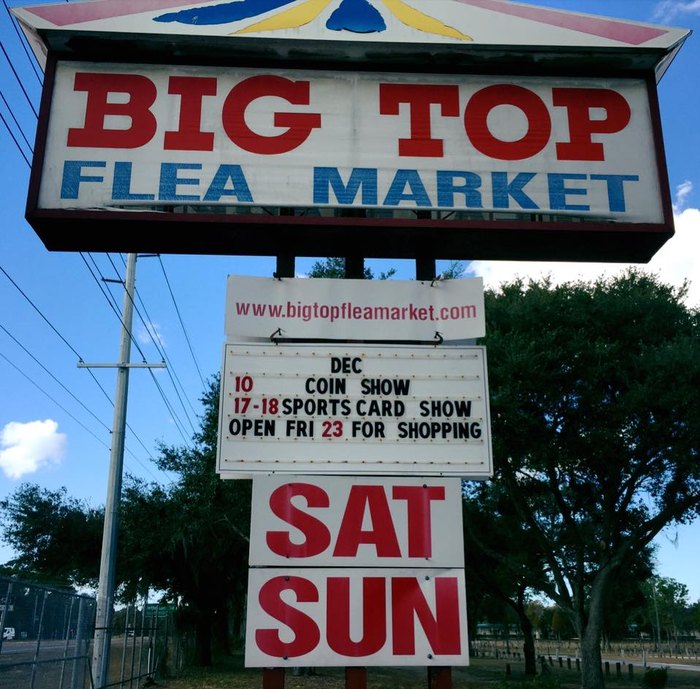 BIG TOP
FLEA MARKET
www.bigtopfleamarket.com
DEC
10 COIN SHOW
17-18 SPORTS CARD SHOW
OPEN FRI 23 FOR SHOPPING
SAT
SUN